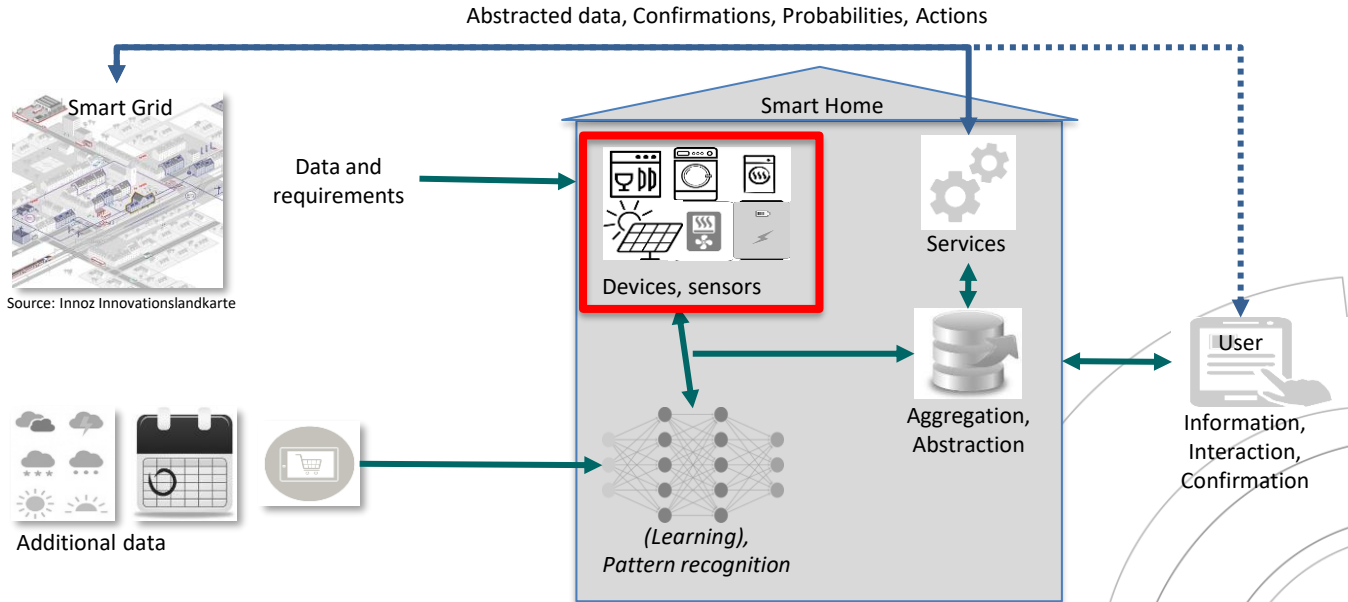 Abstracted data, Confirmations, Probabilities, Actions
Smart Grid
Smart Home
Data and
requirements
Services
Devices, sensors
Source: Innoz Innovationslandkarte
User
Aggregation,
Abstraction
Information,
Interaction,
Confirmation
Additional data
(Learning),
Pattern recognition